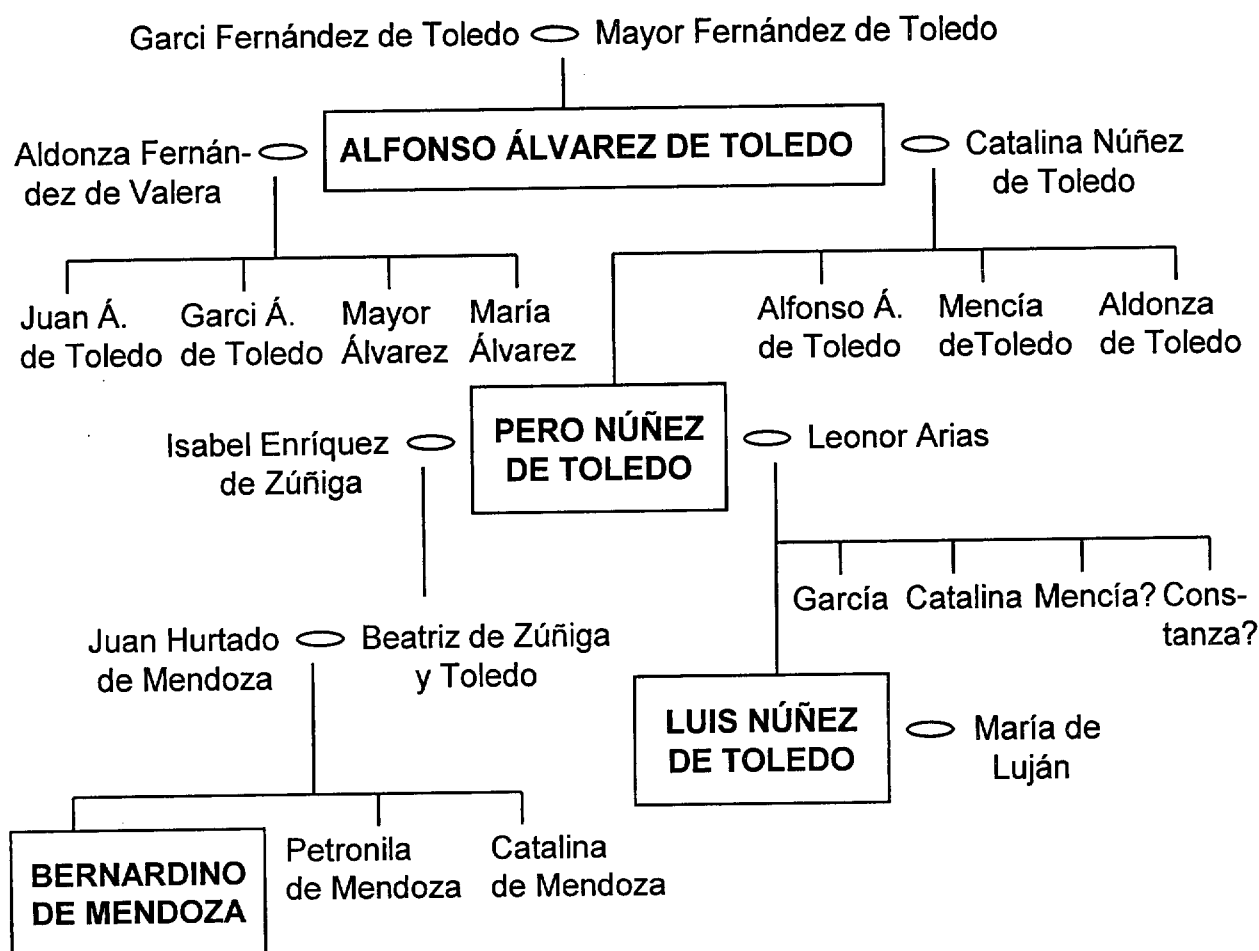 Garci Fernández de Toledo Mayor Fernández de Toledo
ALFONSO ÁLVAREZ DE TOLEDO
Aldonza Fernán-
dez de Valera
Catalina Núñez
de Toledo
Juan Á.
de Toledo
Garci Á.
de Toledo
Mayor
Álvarez
María
Álvarez
Alfonso Á.
de Toledo
Mencía
deToledo
Aldonza
de Toledo
Isabel Enríquez
de Zúñiga
PERO NÚÑEZ
DE TOLEDO
Leonor Arias
García
Catalina
Mencía?
Cons-
tanza?
Juan Hurtado
de Mendoza
Beatriz de Zúñiga
y Toledo
LUIS NÚÑEZ
DE TOLEDO
María de
Luján
BERNARDINO
DE MENDOZA
Petronila
de Mendoza
Catalina
de Mendoza